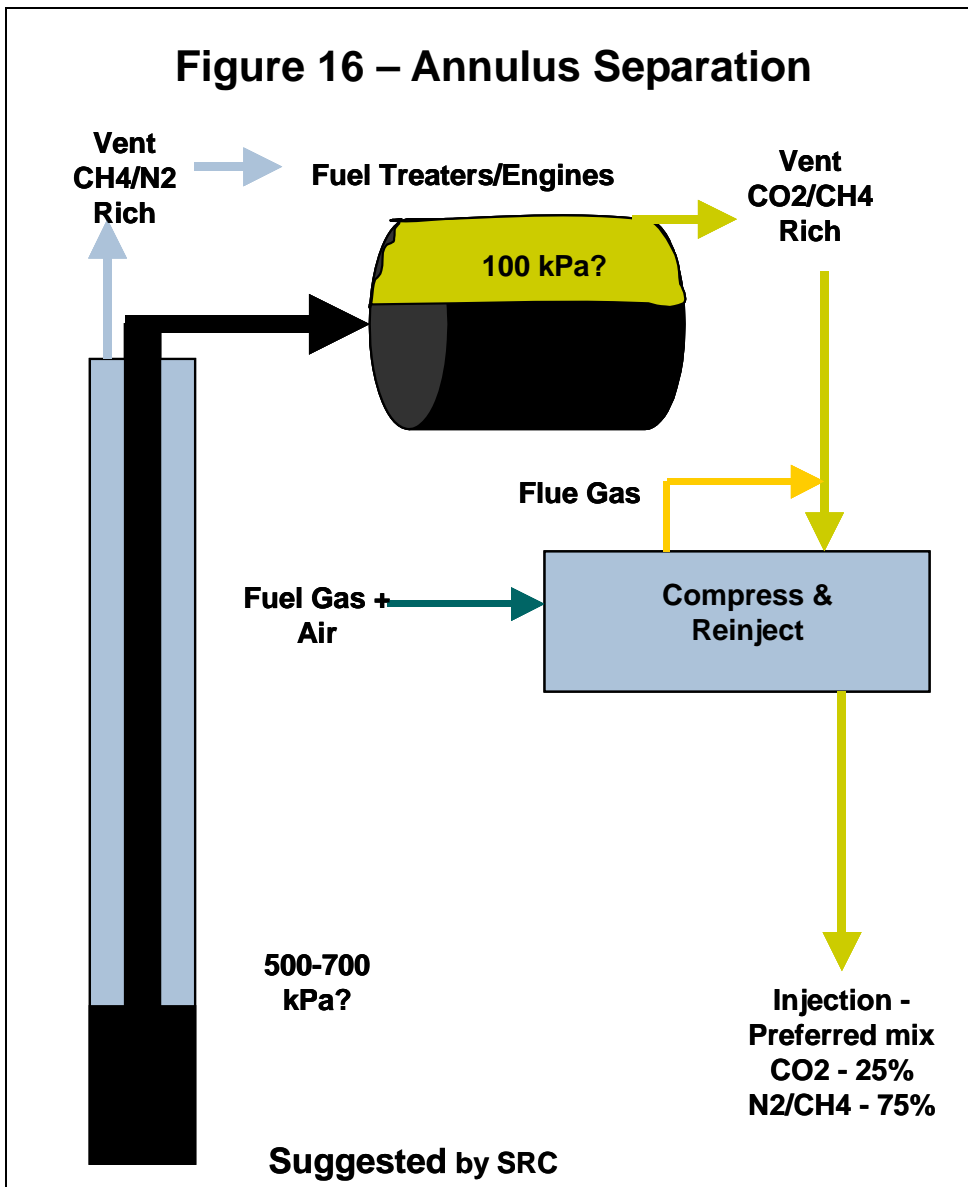 Figure 16 – Annulus Separation
Vent
CH4/N2
Rich
Fuel Treaters/Engines
Vent
CO2/CH4
Rich
100 kPa?
Flue Gas
Fuel Gas +
Air
Compress &
Reinject
500-700
kPa?
Injection -
Preferred mix
CO2 - 25%
N2/CH4 - 75%
Suggested by SRC